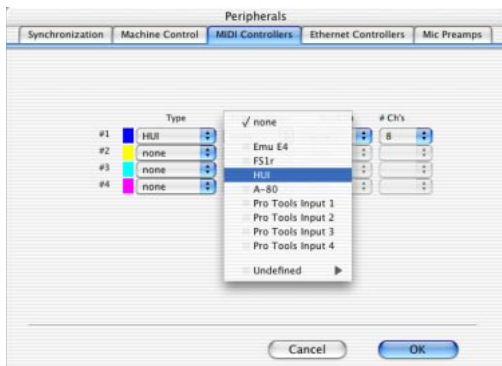 Peripherals
Synchronization Machine Control MIDI Controllers Ethernet Controllers Mic Preamps
Type # Ch's
✓ none
#1 HUI 8
#2 none
Emu E4
#3 none
FS1r
HUI
#4 none
A-80
Pro Tools Input 1
Pro Tools Input 2
Pro Tools Input 3
Pro Tools Input 4
Undefined
Cancel OK